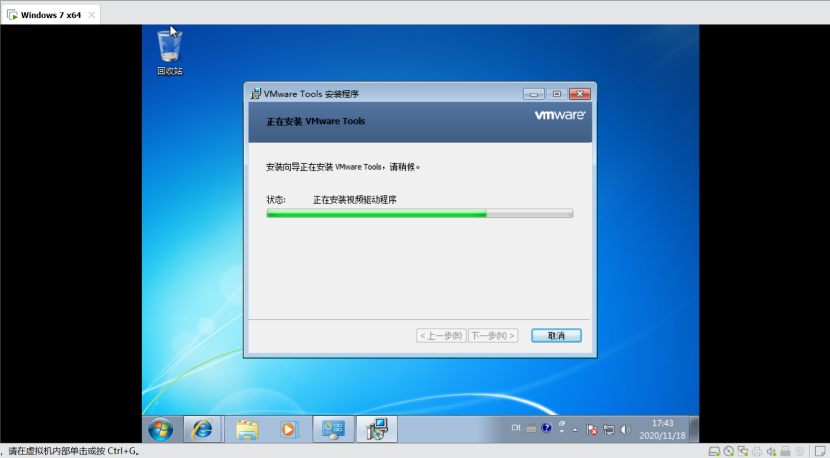 Windows 7 x64
回收站
VMware Tools 安装程序
正在安装 VMware Tools
vmware
安装向导正在安装 VMware Tools，请稍候。
状态: 正在安装视频驱动程序
< 上一步(B) 下一步(N) > 取消
CH
17:43
2020/11/18
，请在虚拟机内部单击或按 Ctrl+G。